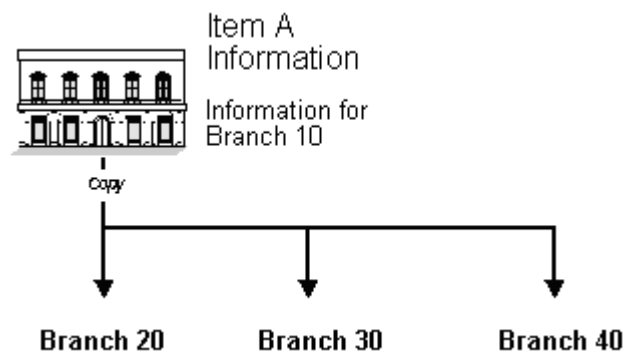 Item A
Information
Information for
Branch 10
Copy
Branch 20 Branch 30 Branch 40